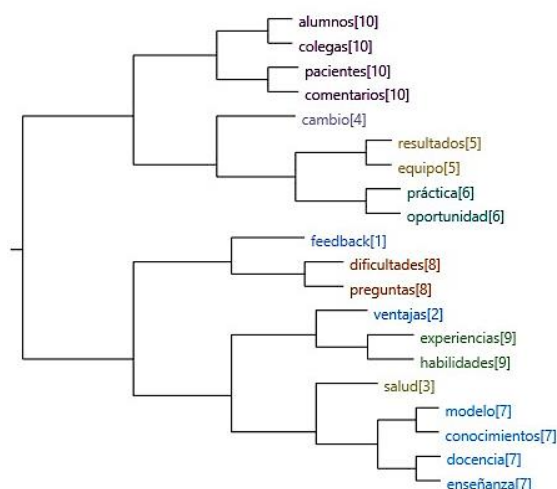 alumnos[10]
colegas[10]
pacientes[10]
comentarios[10]
cambio[4]
resultados[5]
equipo[5]
práctica[6]
oportunidad[6]
feedback[1]
dificultades[8]
preguntas[8]
ventajas[2]
experiencias[9]
habilidades[9]
salud[3]
modelo[7]
conocimientos[7]
docencia[7]
enseñanza[7]